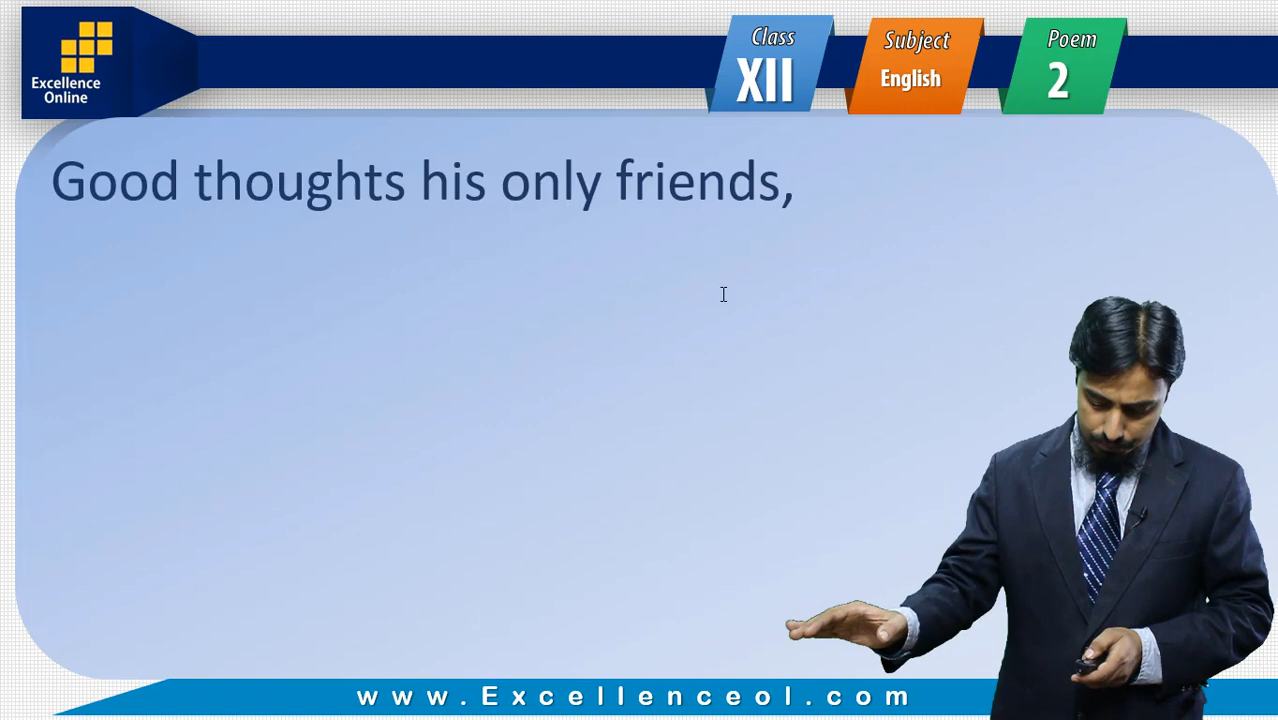 Excellence
Online
Class
XII
Subject
English
Poem
2
Good thoughts his only friends,
www.Excellenceol.com